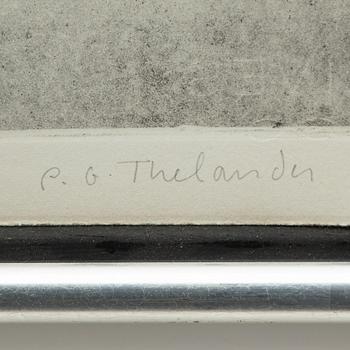 P. G. Thelander